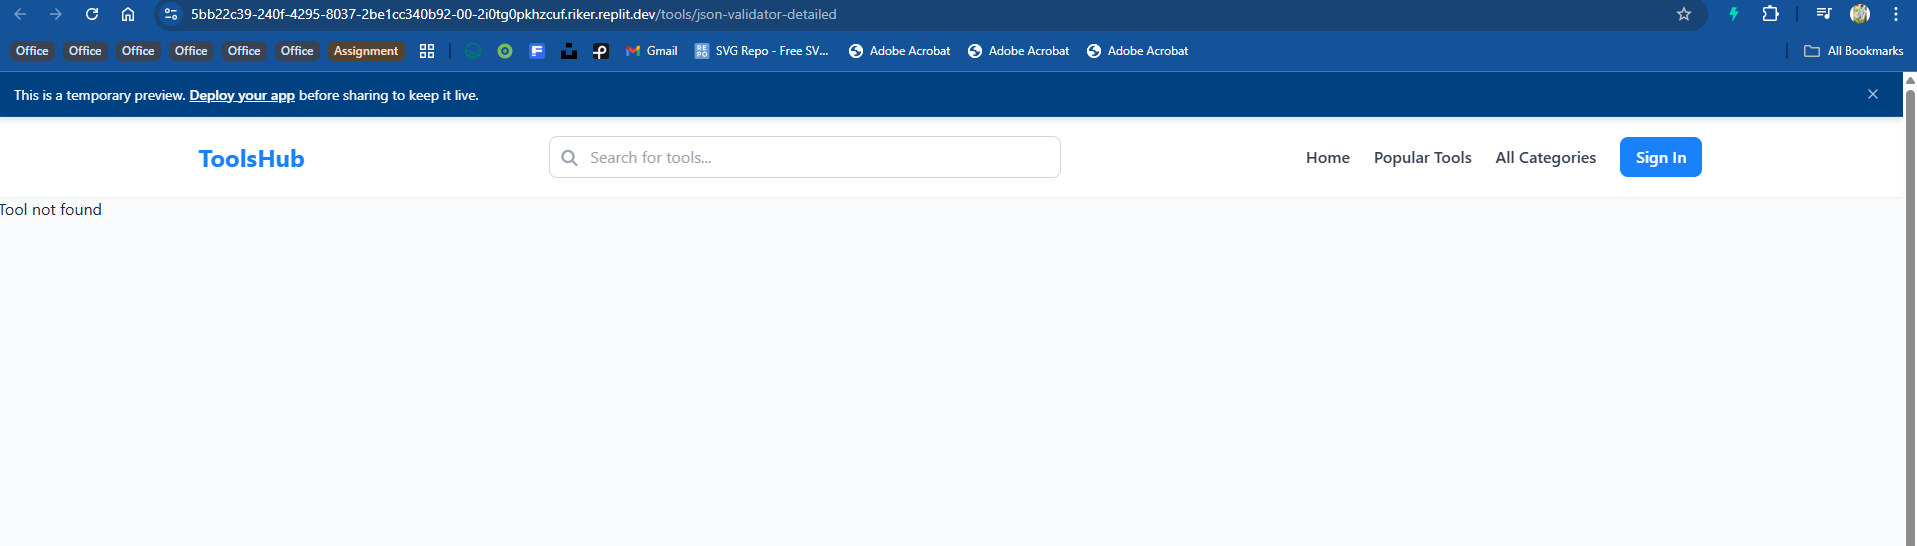 5bb22c39-240f-4295-8037-2be1cc340b92-00-2i0tg0pkhzcuf.riker.replit.dev/tools/json-validator-detailed
Office Office Office Office Office Office Assignment Gmail RE PO SVG Repo - Free SV... Adobe Acrobat Adobe Acrobat Adobe Acrobat All Bookmarks
This is a temporary preview. Deploy your app before sharing to keep it live.
ToolsHub Search for tools... Home Popular Tools All Categories Sign In
Tool not found